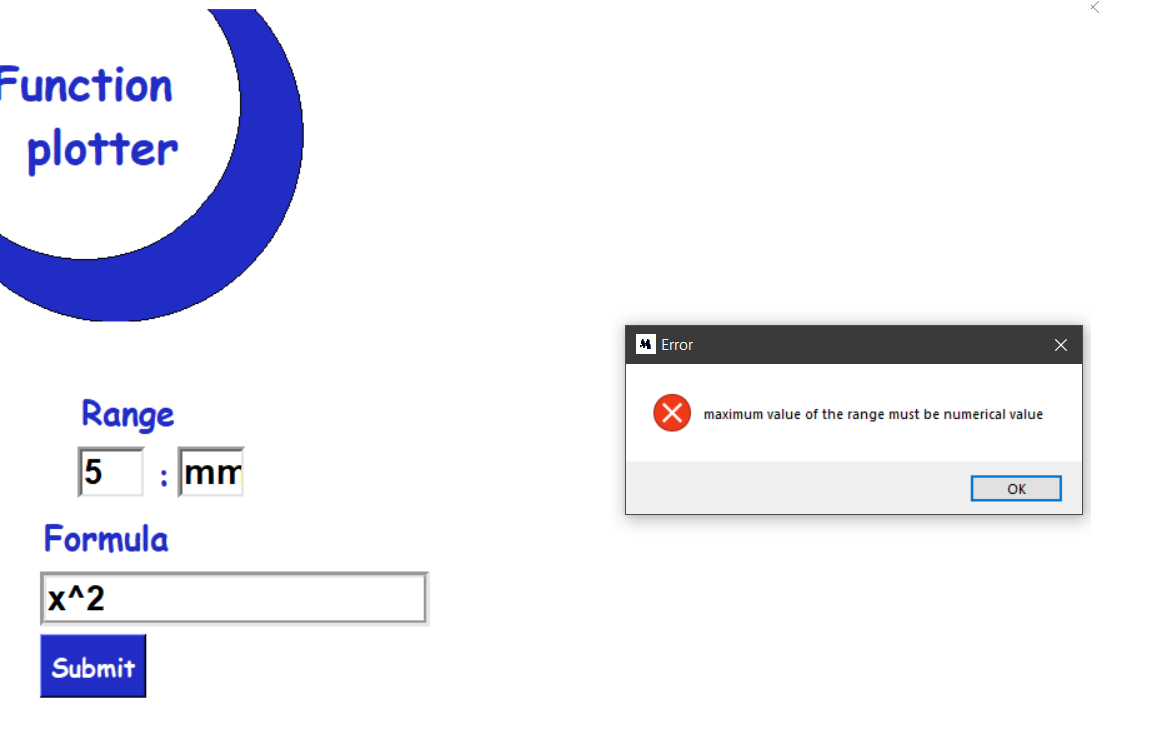 Function
plotter
Error
maximum value of the range must be numerical value
OK
Range
5 : mm
Formula
x^2
Submit